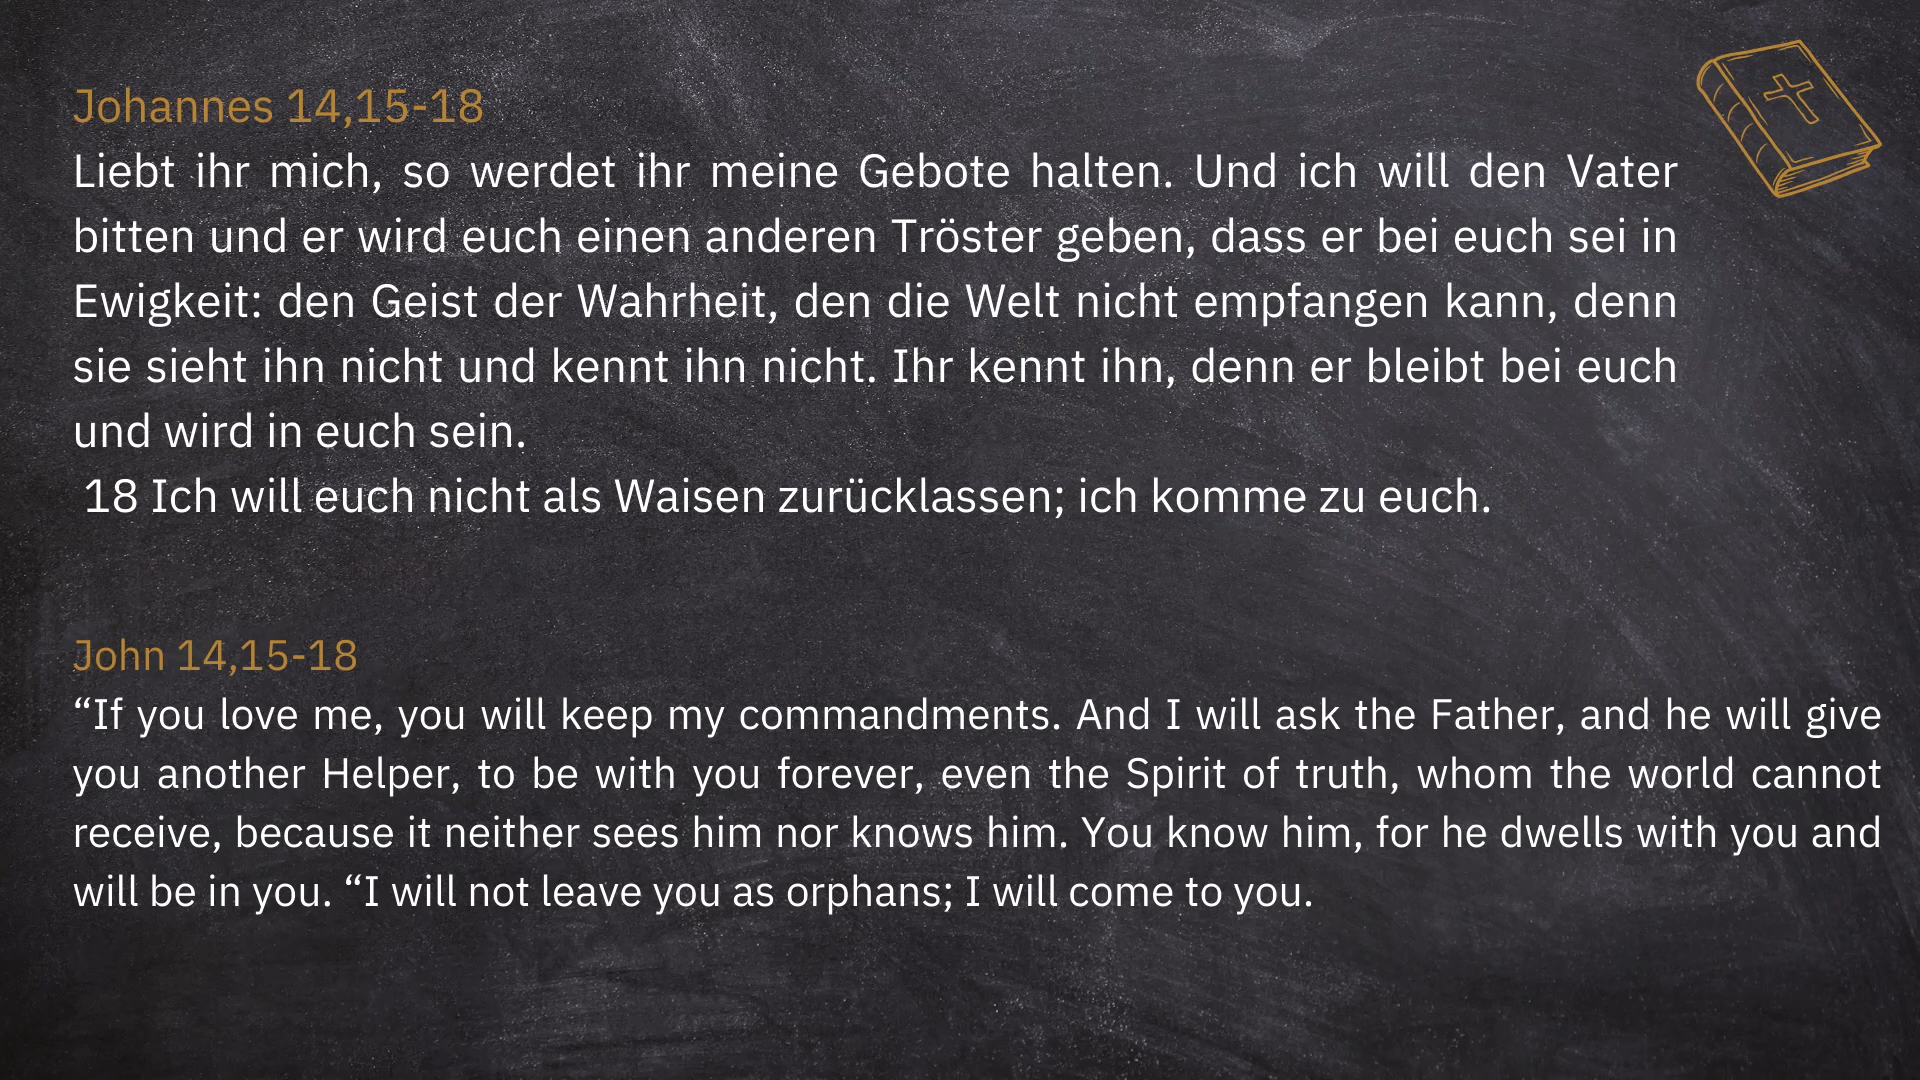 Johannes 14,15-18
Liebt ihr mich, so werdet ihr meine Gebote halten. Und ich will den Vater
bitten und er wird euch einen anderen Tröster geben, dass er bei euch sei in
Ewigkeit: den Geist der Wahrheit, den die Welt nicht empfangen kann, denn
sie sieht ihn nicht und kennt ihn nicht. Ihr kennt ihn, denn er bleibt bei euch
und wird in euch sein.
18 Ich will euch nicht als Waisen zurücklassen; ich komme zu euch.
John 14,15-18
“If you love me, you will keep my commandments. And I will ask the Father, and he will give
you another Helper, to be with you forever, even the Spirit of truth, whom the world cannot
receive, because it neither sees him nor knows him. You know him, for he dwells with you and
will be in you. “I will not leave you as orphans; I will come to you.